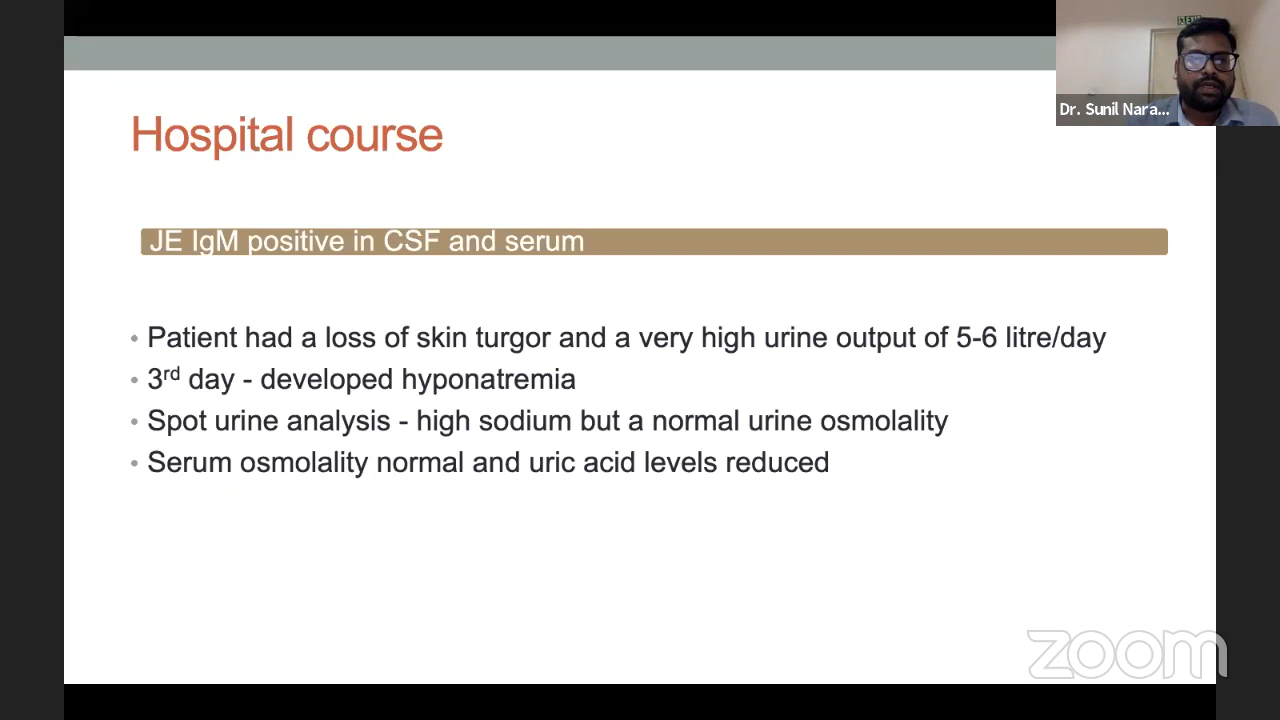 Dr. Sunil Nara...
Hospital course
JE IgM positive in CSF and serum
• Patient had a loss of skin turgor and a very high urine output of 5-6 litre/day
• 3rd day - developed hyponatremia
• Spot urine analysis - high sodium but a normal urine osmolality
• Serum osmolality normal and uric acid levels reduced
zoom